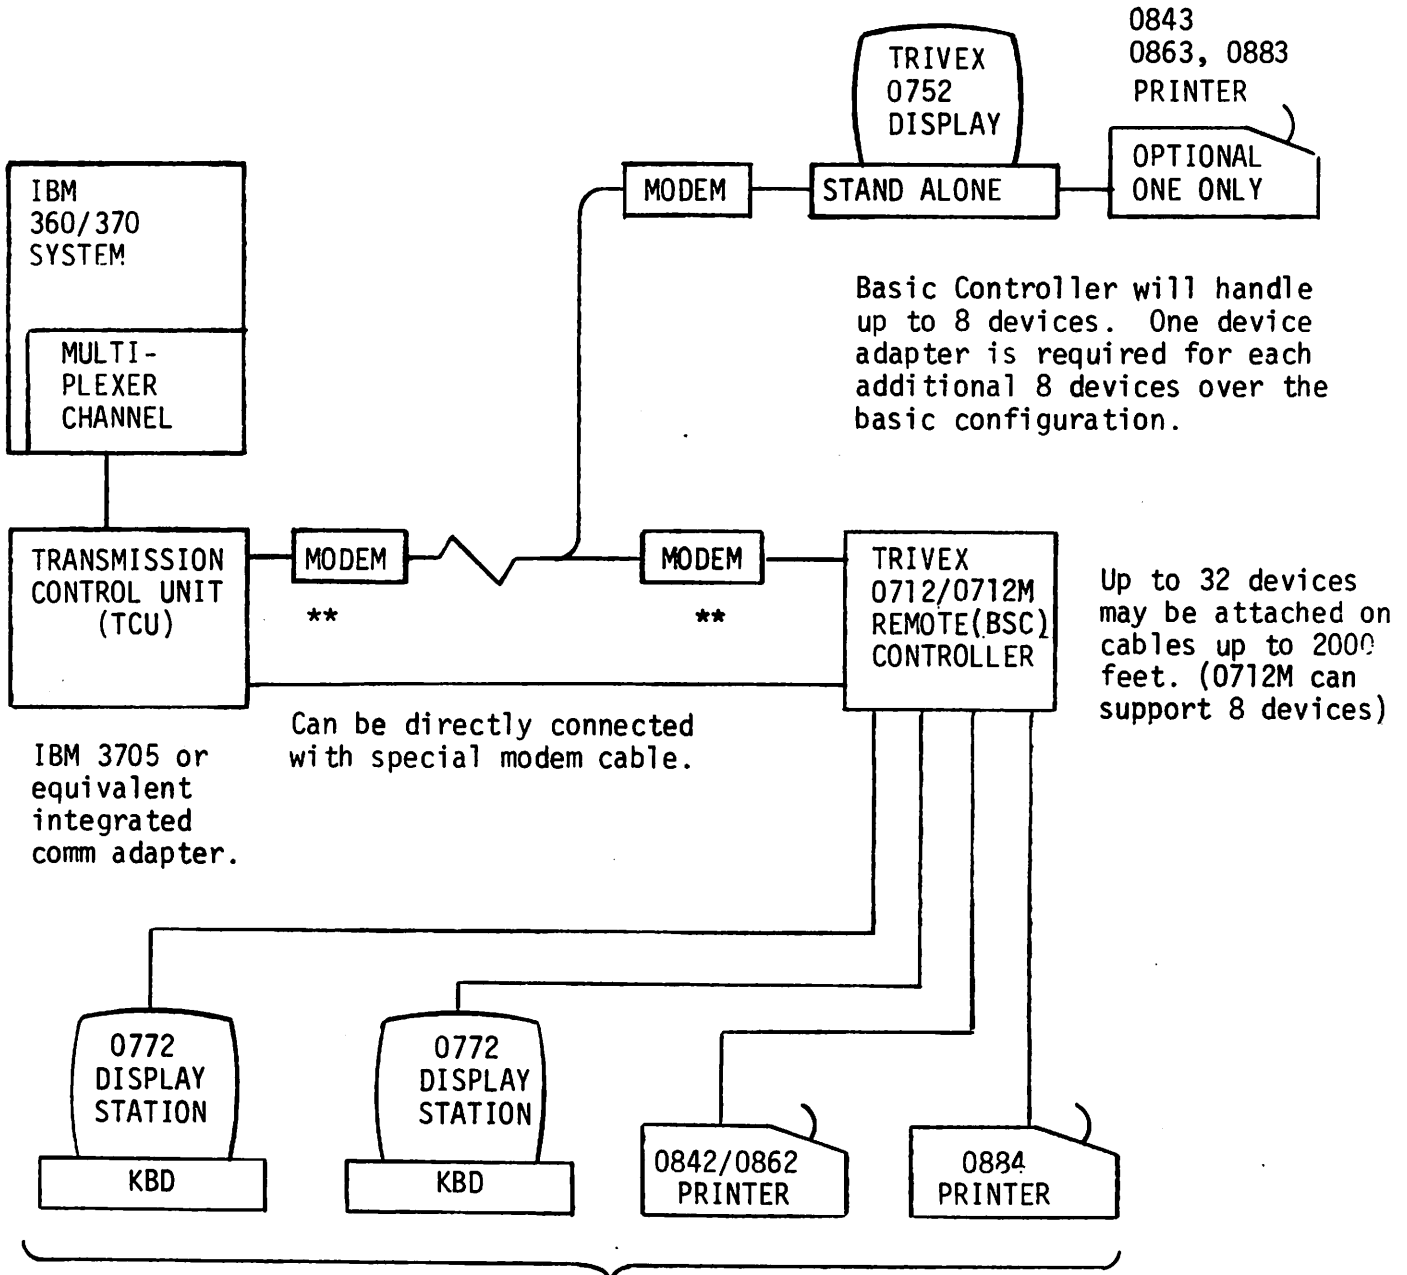 0843
0863, 0883
PRINTER
TRIVEX
0752
DISPLAY
OPTIONAL
ONE ONLY
MODEM
STAND ALONE
IBM
360/370
SYSTEM
MULTI-
PLEXER
CHANNEL
Basic Controller will handle
up to 8 devices. One device
adapter is required for each
additional 8 devices over the
basic configuration.
TRANSMISSION
CONTROL UNIT
(TCU)
MODEM
**
MODEM
**
TRIVEX
0712/0712M
REMOTE(BSC)
CONTROLLER
Up to 32 devices
may be attached on
cables up to 2000
feet. (0712M can
support 8 devices)
Can be directly connected
with special modem cable.
IBM 3705 or
equivalent
integrated
comm adapter.
0772
DISPLAY
STATION
KBD
0772
DISPLAY
STATION
KBD
0842/0862
PRINTER
0884
PRINTER